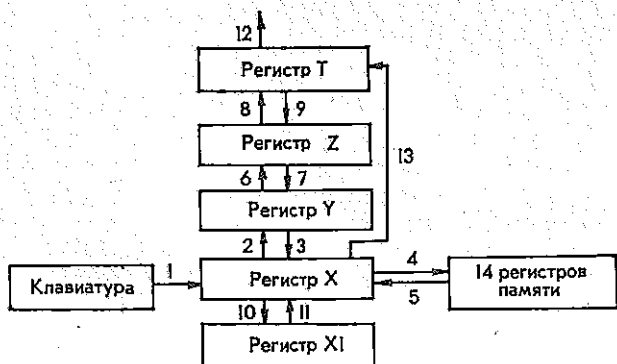 12
Регистр T
8
9
Регистр Z
13
6
7
Регистр Y
2
3
Клавиатура
1
Регистр X
4
5
14 регистров
памяти
10
11
Регистр XI